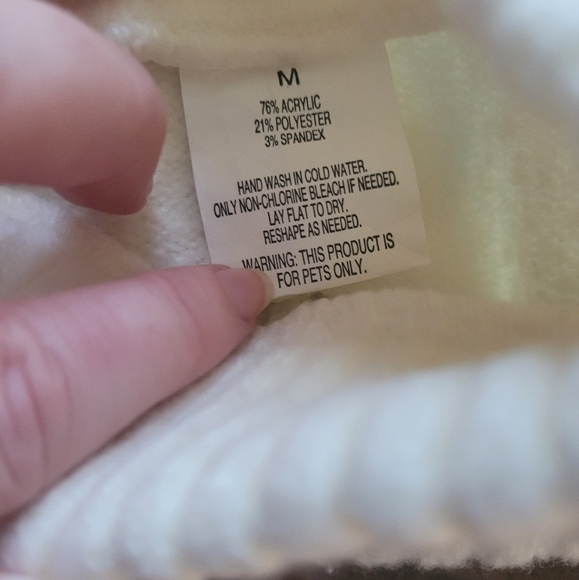 M
76% ACRYLIC
21% POLYESTER
3% SPANDEX
HAND WASH IN COLD WATER.
ONLY NON-CHLORINE BLEACH IF NEEDED.
LAY FLAT TO DRY.
RESHAPE AS NEEDED.
WARNING: THIS PRODUCT IS
FOR PETS ONLY.